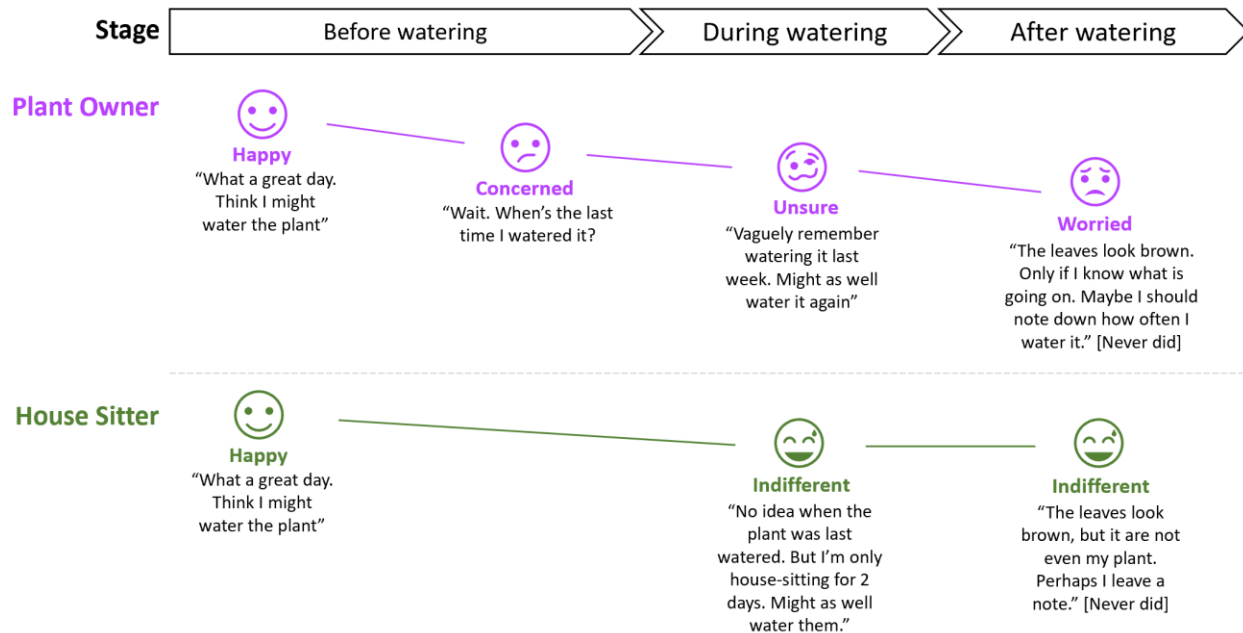 Stage
Before watering
During watering
After watering
Plant Owner
Happy
“What a great day.
Think I might
water the plant”
Concerned
“Wait. When’s the last
time I watered it?
Unsure
“Vaguely remember
watering it last
week. Might as well
water it again”
Worried
“The leaves look brown.
Only if I know what is
going on. Maybe I should
note down how often I
water it.” [Never did]
House Sitter
Happy
“What a great day.
Think I might
water the plant”
Indifferent
“No idea when the
plant was last
watered. But I’m only
house-sitting for 2
days. Might as well
water them.”
Indifferent
“The leaves look
brown, but it are not
even my plant.
Perhaps I leave a
note.” [Never did]